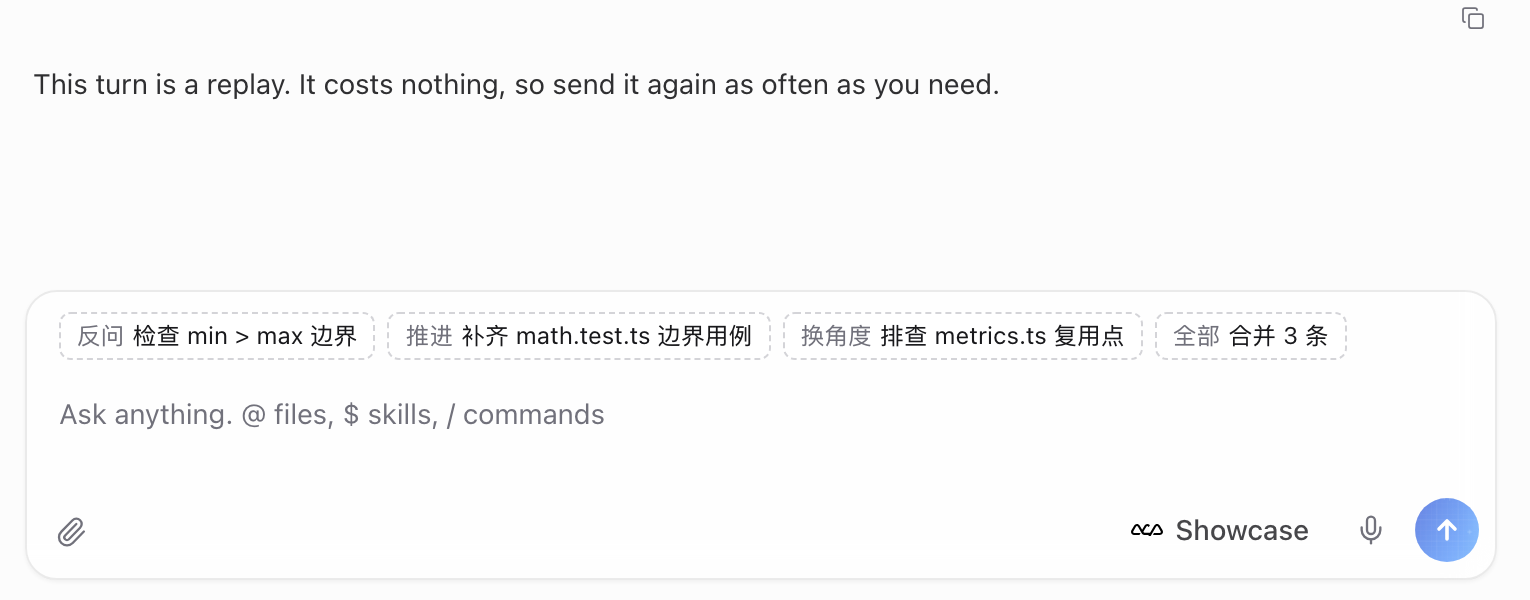 This turn is a replay. It costs nothing, so send it again as often as you need.
反问 检查 min > max 边界 推进 补齐 math.test.ts 边界用例 换角度 排查 metrics.ts 复用点 全部 合并 3 条
Ask anything. @ files, $ skills, / commands
Showcase